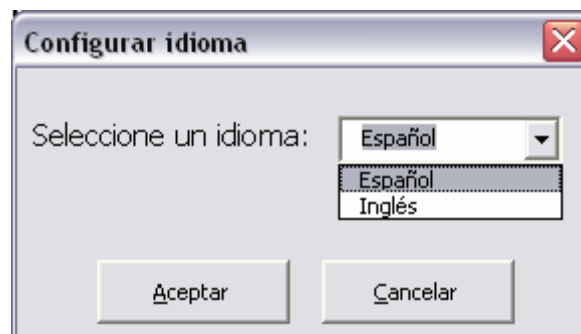 Configurar idioma
Seleccione un idioma: Español
Español
Inglés
Aceptar Cancelar